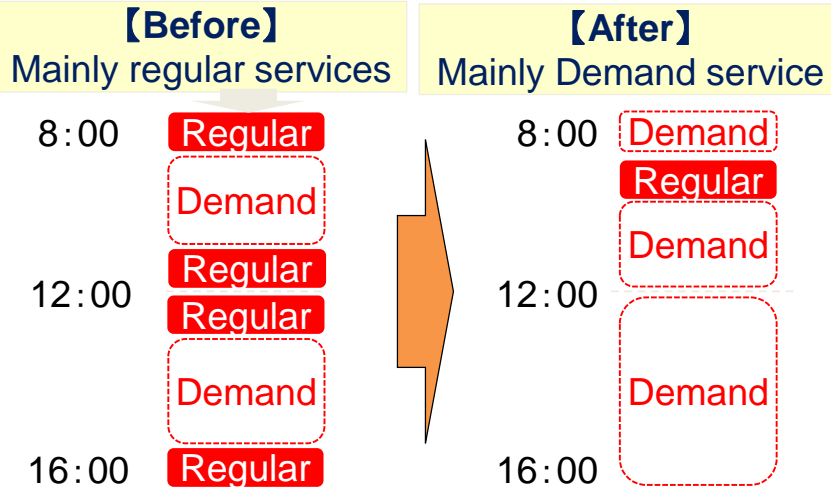 【Before】
Mainly regular services
8:00
Regular
Demand
Regular
12:00
Regular
Demand
16:00
Regular
【After】
Mainly Demand service
8:00
Demand
Regular
Demand
12:00
Demand
16:00